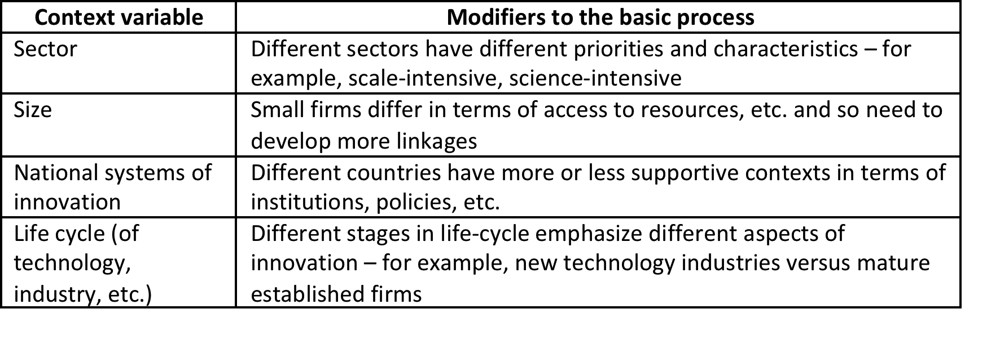 Context variable
Modifiers to the basic process
Sector
Different sectors have different priorities and characteristics – for
example, scale-intensive, science-intensive
Size
Small firms differ in terms of access to resources, etc. and so need to
develop more linkages
National systems of
innovation
Different countries have more or less supportive contexts in terms of
institutions, policies, etc.
Life cycle (of
technology,
industry, etc.)
Different stages in life-cycle emphasize different aspects of
innovation – for example, new technology industries versus mature
established firms